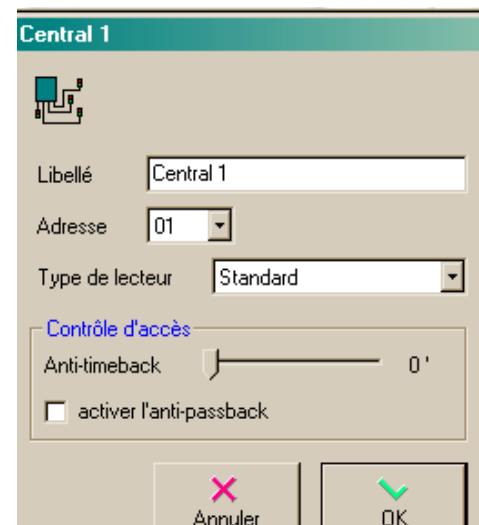 Central 1
Libellé Central 1
Adresse 01
Type de lecteur Standard
Contrôle d'accès
Anti-timeback 0 '
activer l'anti-passback
Annuler OK